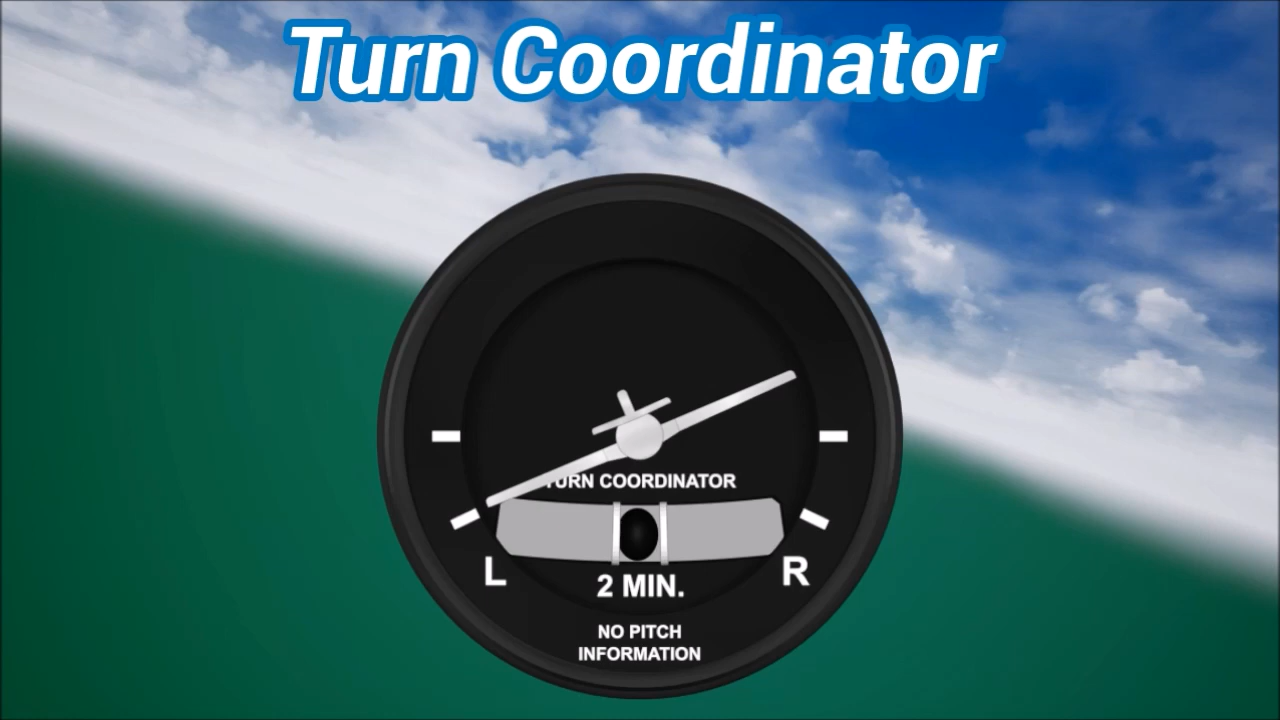 Turn Coordinator
TURN COORDINATOR
L
R
2 MIN.
NO PITCH
INFORMATION